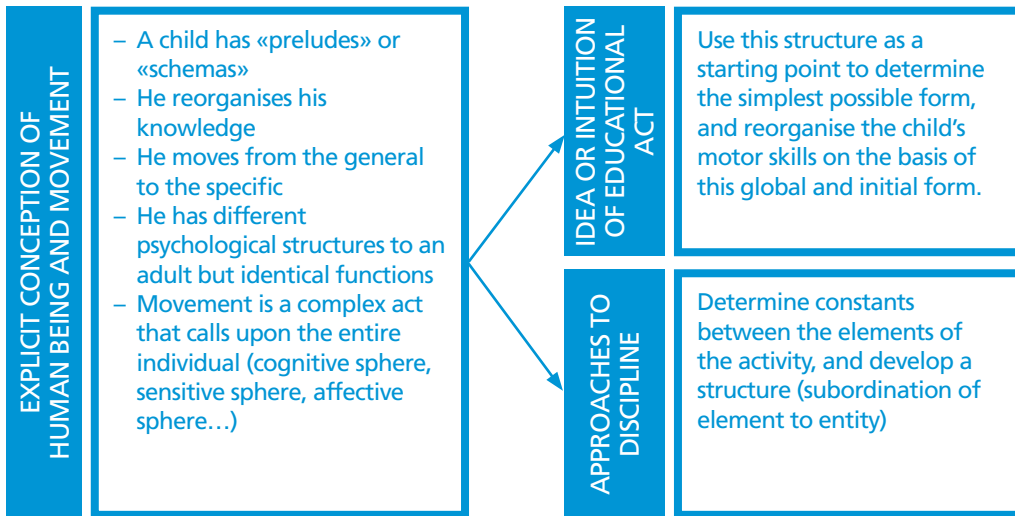 EXPLICIT CONCEPTION OF
HUMAN BEING AND MOVEMENT
– A child has «preludes» or
«schemas»
– He reorganises his
knowledge
– He moves from the general
to the specific
– He has different
psychological structures to an
adult but identical functions
– Movement is a complex act
that calls upon the entire
individual (cognitive sphere,
sensitive sphere, affective
sphere…)
IDEA OR INTUITION
OF EDUCATIONAL
ACT
Use this structure as a
starting point to determine
the simplest possible form,
and reorganise the child’s
motor skills on the basis of
this global and initial form.
APPROACHES TO
DISCIPLINE
Determine constants
between the elements of
the activity, and develop a
structure (subordination of
element to entity)